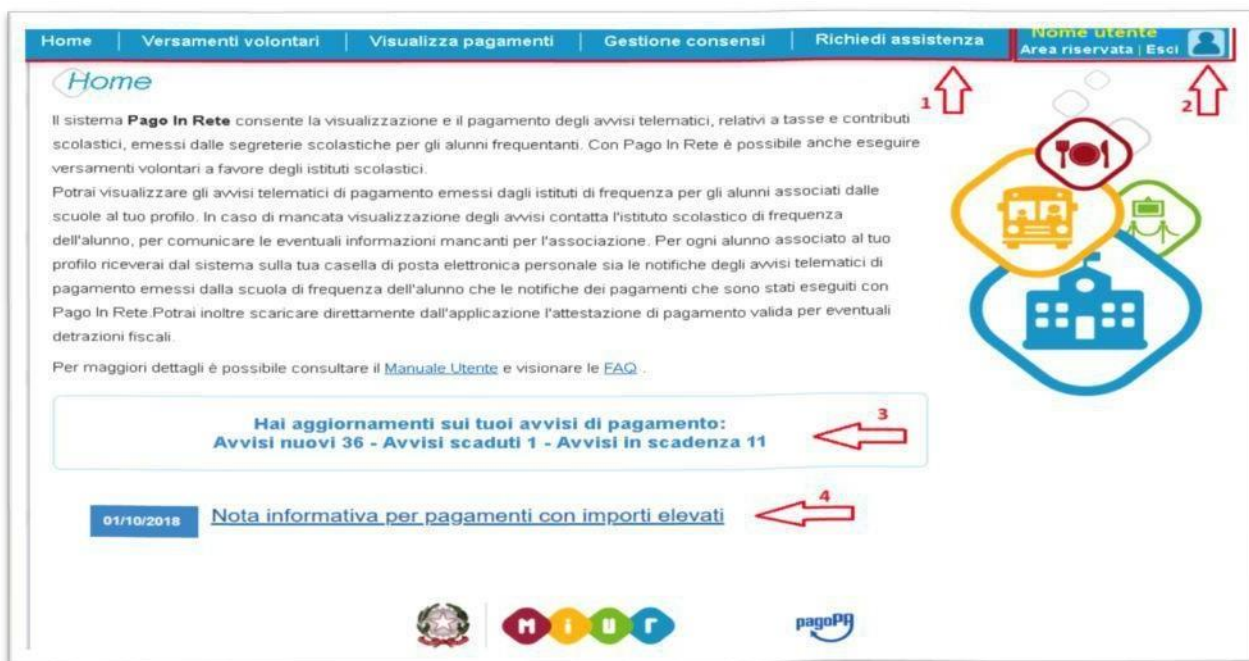 Home | Versamenti volontari | Visualizza pagamenti | Gestione consensi | Richiedi assistenza
Nome utente
Area riservata | Esci
1
2
Home
Il sistema Pago In Rete consente la visualizzazione e il pagamento degli avvisi telematici, relativi a tasse e contributi
scolastici, emessi dalle segreterie scolastiche per gli alunni frequentanti. Con Pago In Rete è possibile anche eseguire
versamenti volontari a favore degli istituti scolastici.
Potrai visualizzare gli avvisi telematici di pagamento emessi dagli istituti di frequenza per gli alunni associati dalle
scuole al tuo profilo. In caso di mancata visualizzazione degli avvisi contatta l'istituto scolastico di frequenza
dell'alunno, per comunicare le eventuali informazioni mancanti per l'associazione. Per ogni alunno associato al tuo
profilo riceverai dal sistema sulla tua casella di posta elettronica personale sia le notifiche degli avvisi telematici di
pagamento emessi dalla scuola di frequenza dell'alunno che le notifiche dei pagamenti che sono stati eseguiti con
Pago In Rete.Potrai inoltre scaricare direttamente dall'applicazione l'attestazione di pagamento valida per eventuali
detrazioni fiscali.
Per maggiori dettagli è possibile consultare il Manuale Utente e visionare le FAQ .
Hai aggiornamenti sui tuoi avvisi di pagamento:
Avvisi nuovi 36 - Avvisi scaduti 1 - Avvisi in scadenza 11
3
01/10/2018 Nota informativa per pagamenti con importi elevati
4
M i u r
pagoPA